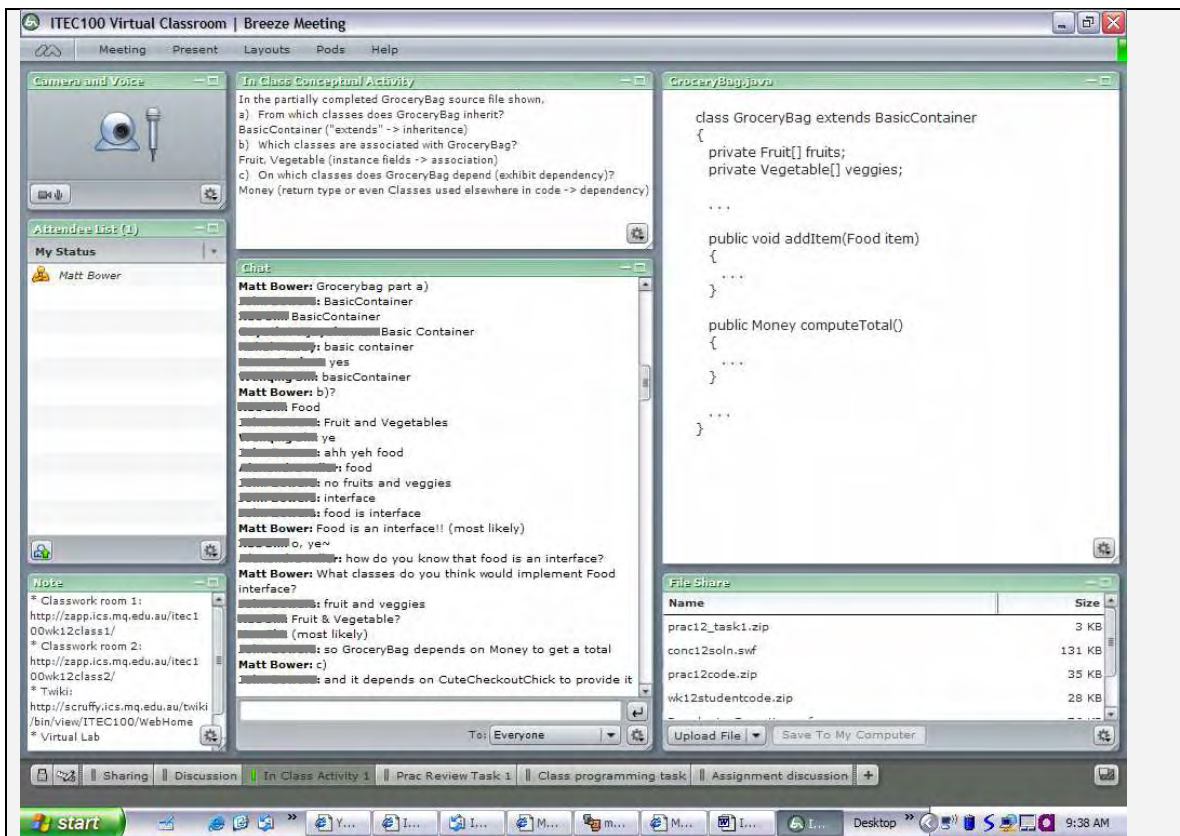 ITEC100 Virtual Classroom | Breeze Meeting
Meeting Present Layouts Pods Help
Camera and Voice
Attendee List (1)
My Status
Matt Bower
Note
* Classwork room 1:
http://zapp.ics.mq.edu.au/itec1
00wk12class1/
* Classwork room 2:
http://zapp.ics.mq.edu.au/itec1
00wk12class2/
* Twiki:
http://scruffy.ics.mq.edu.au/twiki
/bin/view/ITEC100/WebHome
* Virtual Lab
In Class Conceptual Activity
In the partially completed GroceryBag source file shown,
a) From which classes does GroceryBag inherit?
BasicContainer ("extends" -> inheritence)
b) Which classes are associated with GroceryBag?
Fruit, Vegetable (instance fields -> association)
c) On which classes does GroceryBag depend (exhibit dependency)?
Money (return type or even Classes used elsewhere in code -> dependency)
Chat
Matt Bower: Grocerybag part a)
: BasicContainer
BasicContainer
Basic Container
: basic container
yes
: basicContainer
Matt Bower: b)?
Food
: Fruit and Vegetables
ye
: ahh yeh food
: food
: no fruits and veggies
: interface
: food is interface
Matt Bower: Food is an interface!! (most likely)
o, ye~
: how do you know that food is an interface?
Matt Bower: What classes do you think would implement Food
interface?
: fruit and veggies
Fruit & Vegetable?
(most likely)
: so GroceryBag depends on Money to get a total
Matt Bower: c)
: and it depends on CuteCheckoutChick to provide it
To: Everyone
GroceryBag.java
class GroceryBag extends BasicContainer
{
private Fruit[] fruits;
private Vegetable[] veggies;
. . .
public void addItem(Food item)
{
. . .
}
public Money computeTotal()
{
. . .
}
. . .
}
File Share
Name Size
prac12_task1.zip 3 KB
conc12soln.swf 131 KB
prac12code.zip 35 KB
wk12studentcode.zip 28 KB
Upload File Save To My Computer
Sharing Discussion In Class Activity 1 Prac Review Task 1 Class programming task Assignment discussion +
start Y... I... I... M... m... M... I... I... Desktop » 9:38 AM